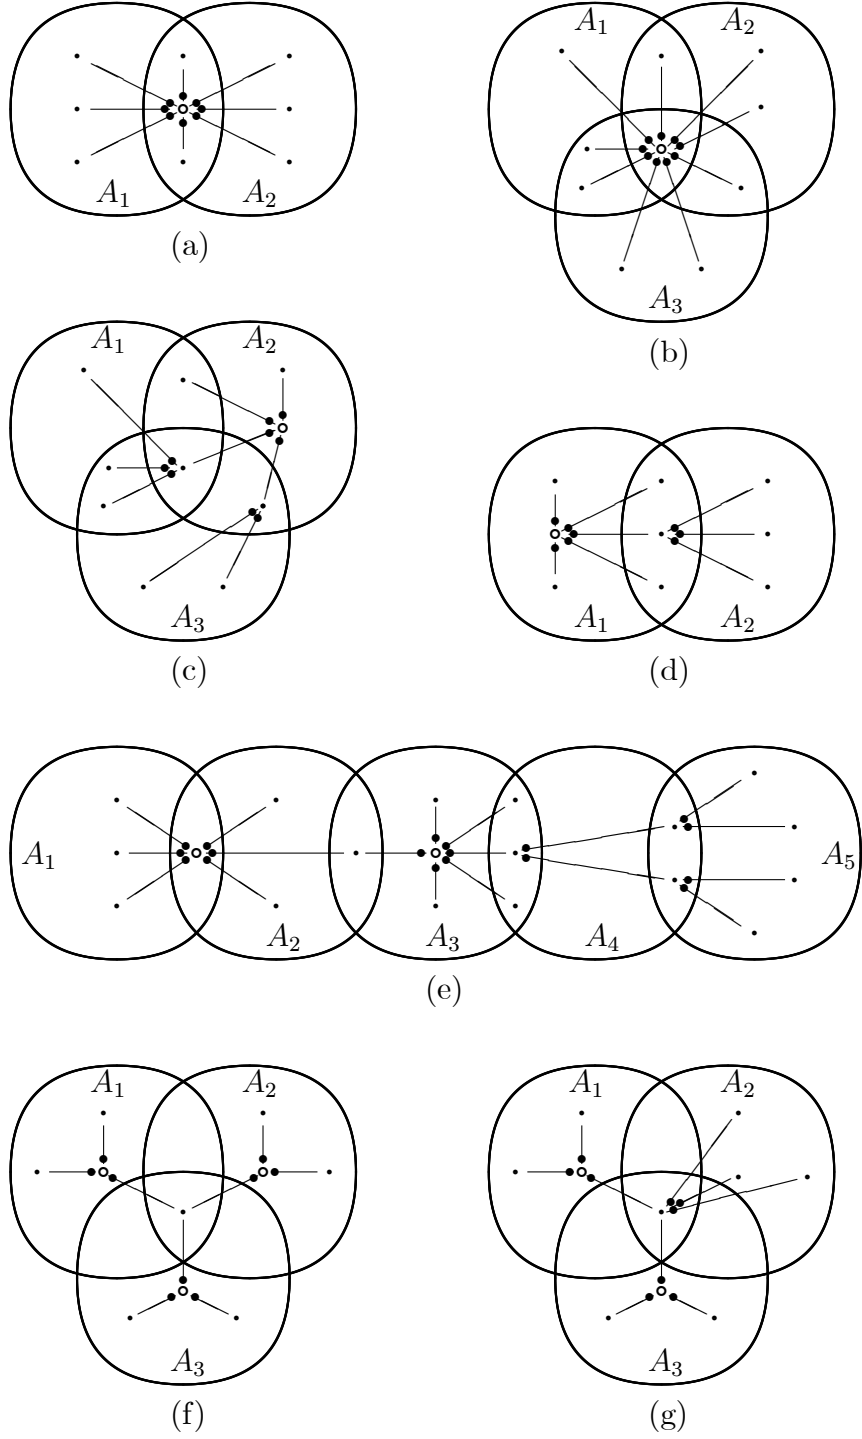 A₁ A₂
(a)
A₁ A₂
A₃
(b)
A₁ A₂
A₃
(c)
A₁ A₂
(d)
A₁ A₂ A₃ A₄ A₅
(e)
A₁ A₂
A₃
(f)
A₁ A₂
A₃
(g)